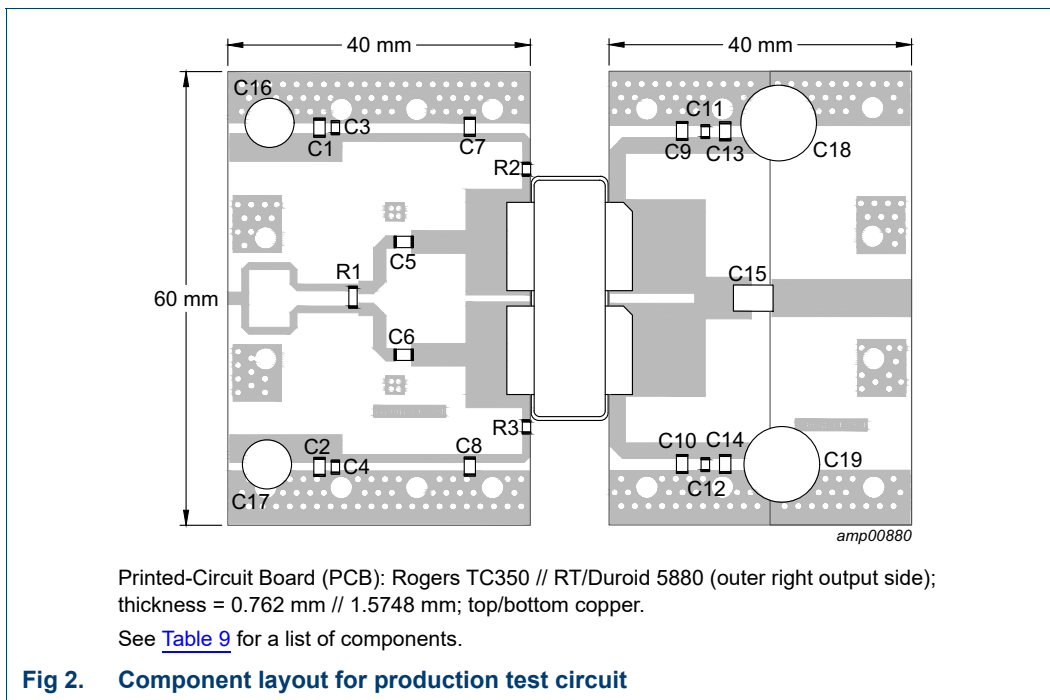 40 mm
40 mm
C16
C11
C3
C1
C7
C9
C13
C18
R2
C5
R1
C15
60 mm
C6
R3
C2
C8
C10
C14
C4
C19
C12
C17
amp00880
Printed-Circuit Board (PCB): Rogers TC350 // RT/Duroid 5880 (outer right output side);
thickness = 0.762 mm // 1.5748 mm; top/bottom copper.
See Table 9 for a list of components.
Fig 2. Component layout for production test circuit